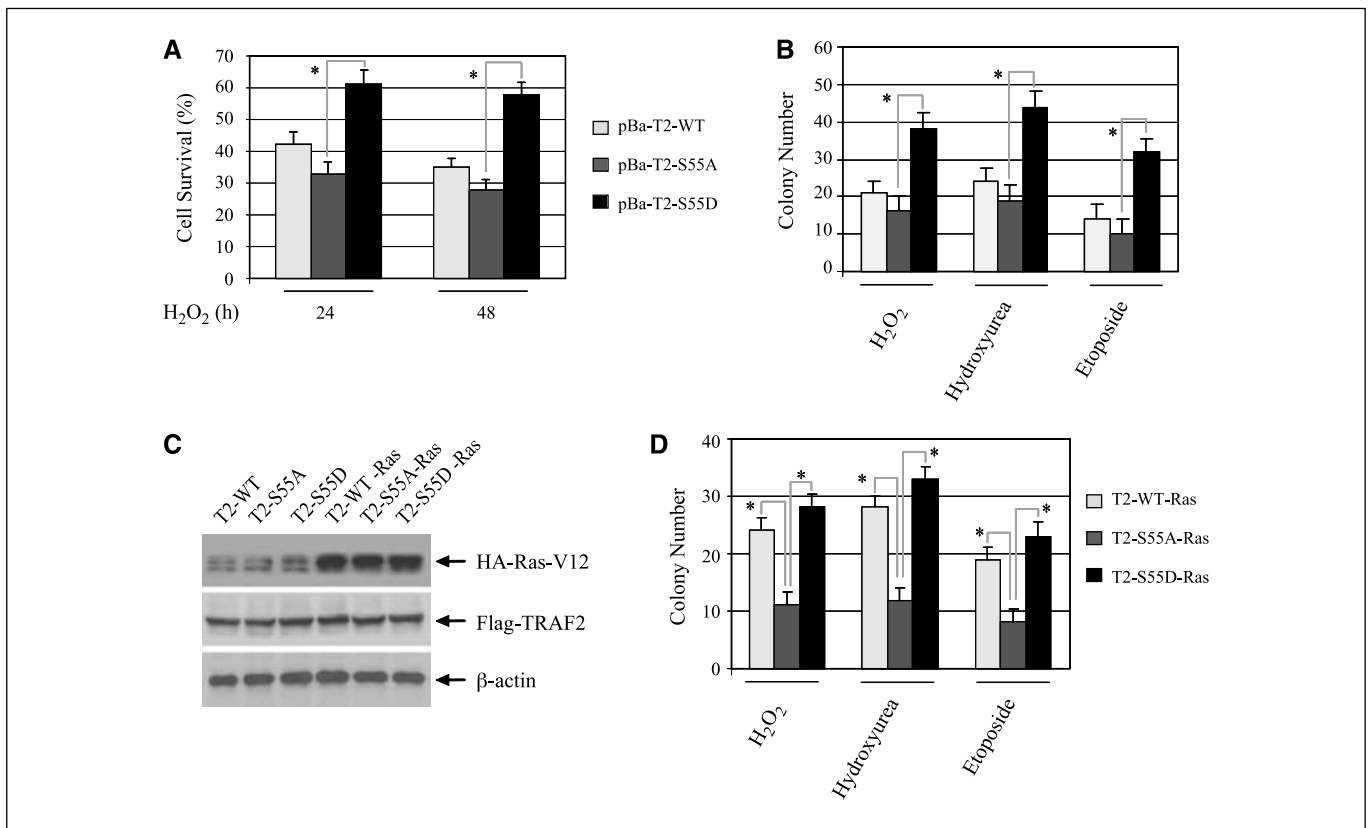 A
Cell Survival (%)
70
60
50
40
30
20
10
0
*
*
H₂O₂ (h)
24
48
pBa-T2-WT
pBa-T2-S55A
pBa-T2-S55D
B
Colony Number
60
50
40
30
20
10
0
*
*
*
H₂O₂
Hydroxyurea
Etoposide
C
T2-WT
T2-S55A
T2-S55D
T2-WT -Ras
T2-S55A-Ras
T2-S55D -Ras
HA-Ras-V12
Flag-TRAF2
β-actin
D
Colony Number
40
30
20
10
0
*
*
*
*
*
*
H₂O₂
Hydroxyurea
Etoposide
T2-WT-Ras
T2-S55A-Ras
T2-S55D-Ras